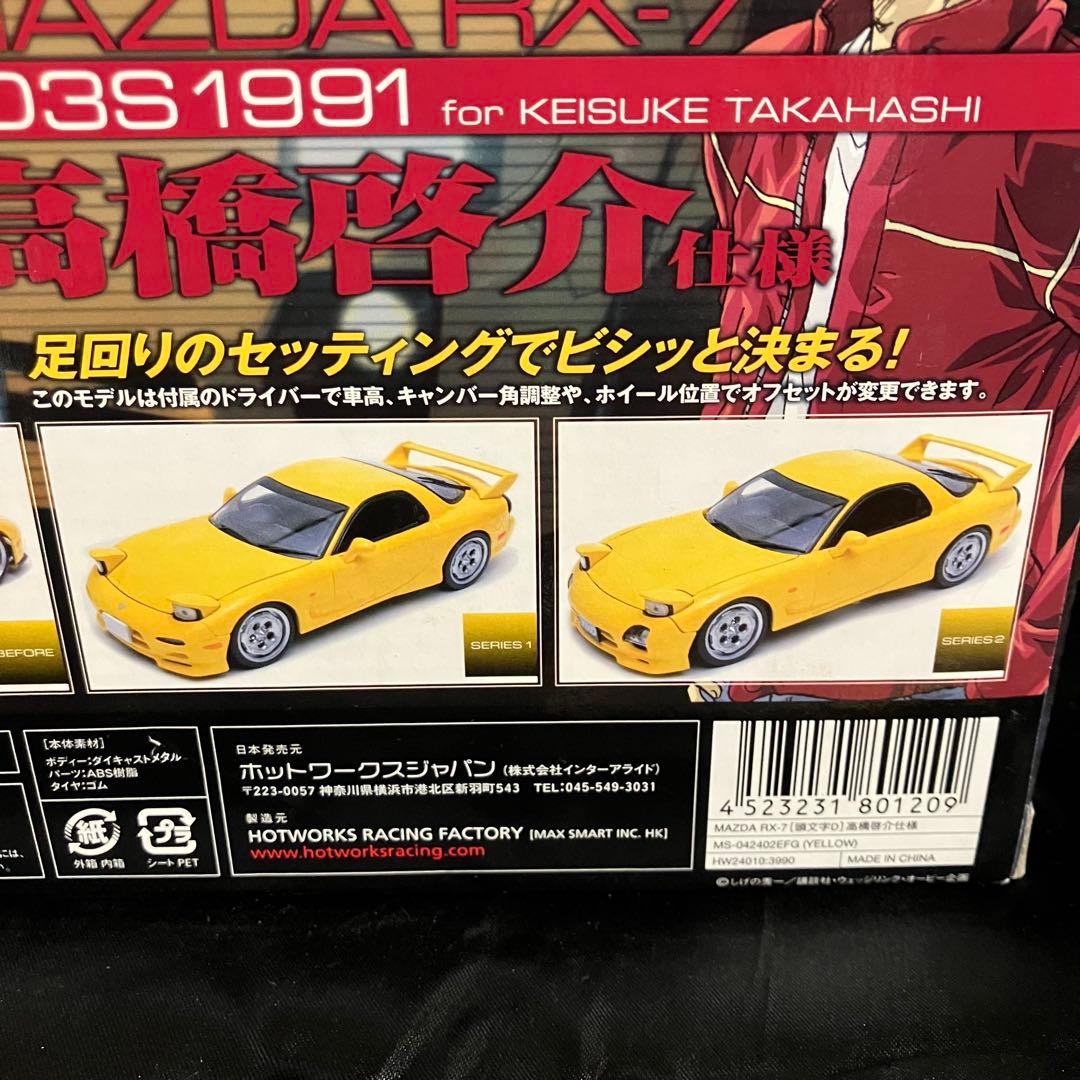 MAZDA RX-7
03S1991 for KEISUKE TAKAHASHI
高橋啓介仕様
足回りのセッティングでビシッと決まる!
このモデルは付属のドライバーで車高、キャンバー角調整や、ホイール位置でオフセットが変更できます。
BEFORE
SERIES 1
SERIES 2
[本体素材]
ボディー:ダイキャストメタル
パーツ:ABS樹脂
タイヤ:ゴム
紙
外箱 内箱
プラ
シート PET
には、
日本発売元
ホットワークスジャパン (株式会社インターアライド)
〒223-0057 神奈川県横浜市港北区新羽町543 TEL:045-549-3031
製造元
HOTWORKS RACING FACTORY [MAX SMART INC. HK]
www.hotworksracing.com
4 523231 801209
MAZDA RX-7 [頭文字D] 高橋啓介仕様
MS-042402EFG (YELLOW)
HW24010:3990
MADE IN CHINA
©しげの秀一/講談社・ウェッジリンク・オービー企画